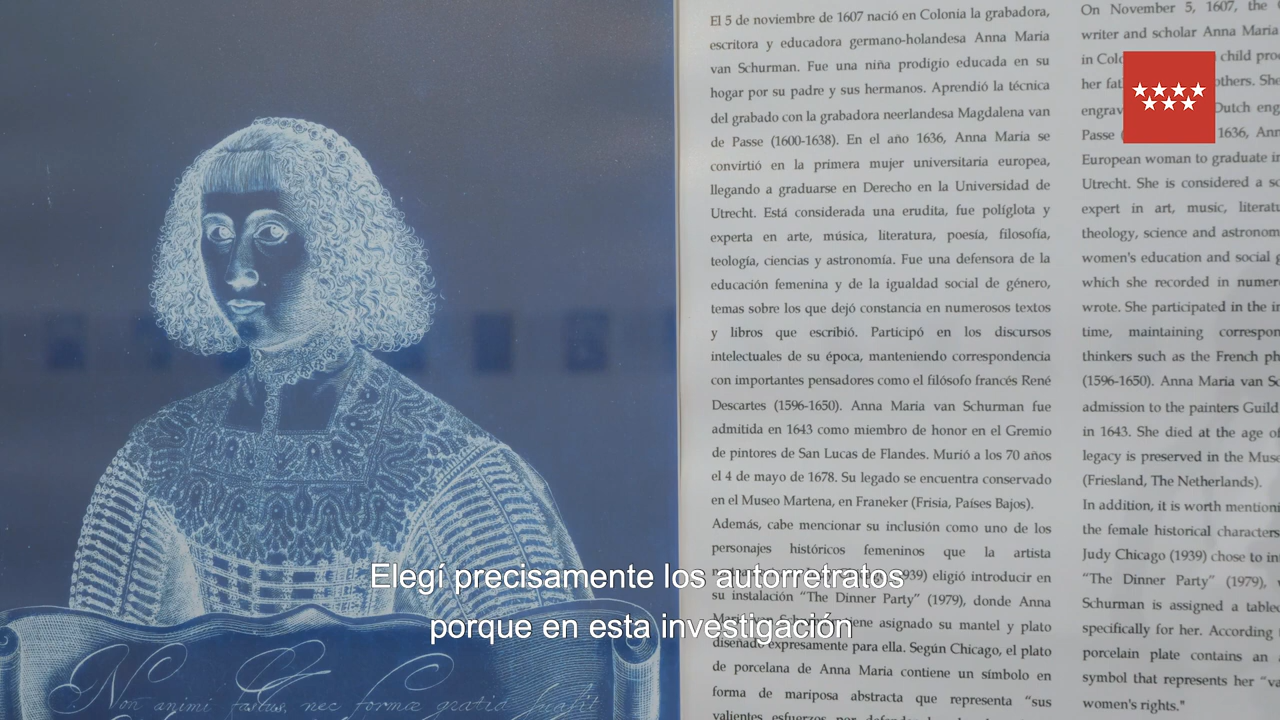 El 5 de noviembre de 1607 nació en Colonia la grabadora,
escritora y educadora germano-holandesa Anna Maria
van Schurman. Fue una niña prodigio educada en su
hogar por su padre y sus hermanos. Aprendió la técnica
del grabado con la grabadora neerlandesa Magdalena van
de Passe (1600-1638). En el año 1636, Anna Maria se
convirtió en la primera mujer universitaria europea,
llegando a graduarse en Derecho en la Universidad de
Utrecht. Está considerada una erudita, fue políglota y
experta en arte, música, literatura, poesía, filosofía,
teología, ciencias y astronomía. Fue una defensora de la
educación femenina y de la igualdad social de género,
temas sobre los que dejó constancia en numerosos textos
y libros que escribió. Participó en los discursos
intelectuales de su época, manteniendo correspondencia
con importantes pensadores como el filósofo francés René
Descartes (1596-1650). Anna Maria van Schurman fue
admitida en 1643 como miembro de honor en el Gremio
de pintores de San Lucas de Flandes. Murió a los 70 años
el 4 de mayo de 1678. Su legado se encuentra conservado
en el Museo Martena, en Franeker (Frisia, Países Bajos).
Además, cabe mencionar su inclusión como uno de los
personajes históricos femeninos que la artista
939) eligió introducir en
su instalación "The Dinner Party" (1979), donde Anna
tiene asignado su mantel y plato
diseñado expresamente para ella. Según Chicago, el plato
de porcelana de Anna Maria contiene un símbolo en
forma de mariposa abstracta que representa "sus
valientes esfuerzos por
On November 5, 1607, the
writer and scholar Anna Maria
in child
her
engrav Dutch
Passe 1636,
European woman to graduate
Utrecht. She is considered a
expert in art, music,
theology, science and
women's education and social
which she recorded in
wrote. She participated in the
time, maintaining
thinkers such as the French
(1596-1650). Anna Maria van
admission to the painters Guild
in 1643. She died at the age of
legacy is preserved in the
(Friesland, The Netherlands).
In addition, it is worth
the female historical characters
Judy Chicago (1939) chose to
"The Dinner Party" (1979),
Schurman is assigned a
specifically for her. According
porcelain plate contains an
symbol that represents her
women's rights."
Non animi fastus, nec formæ gratia suasit
Elegí precisamente los autorretratos
porque en esta investigación